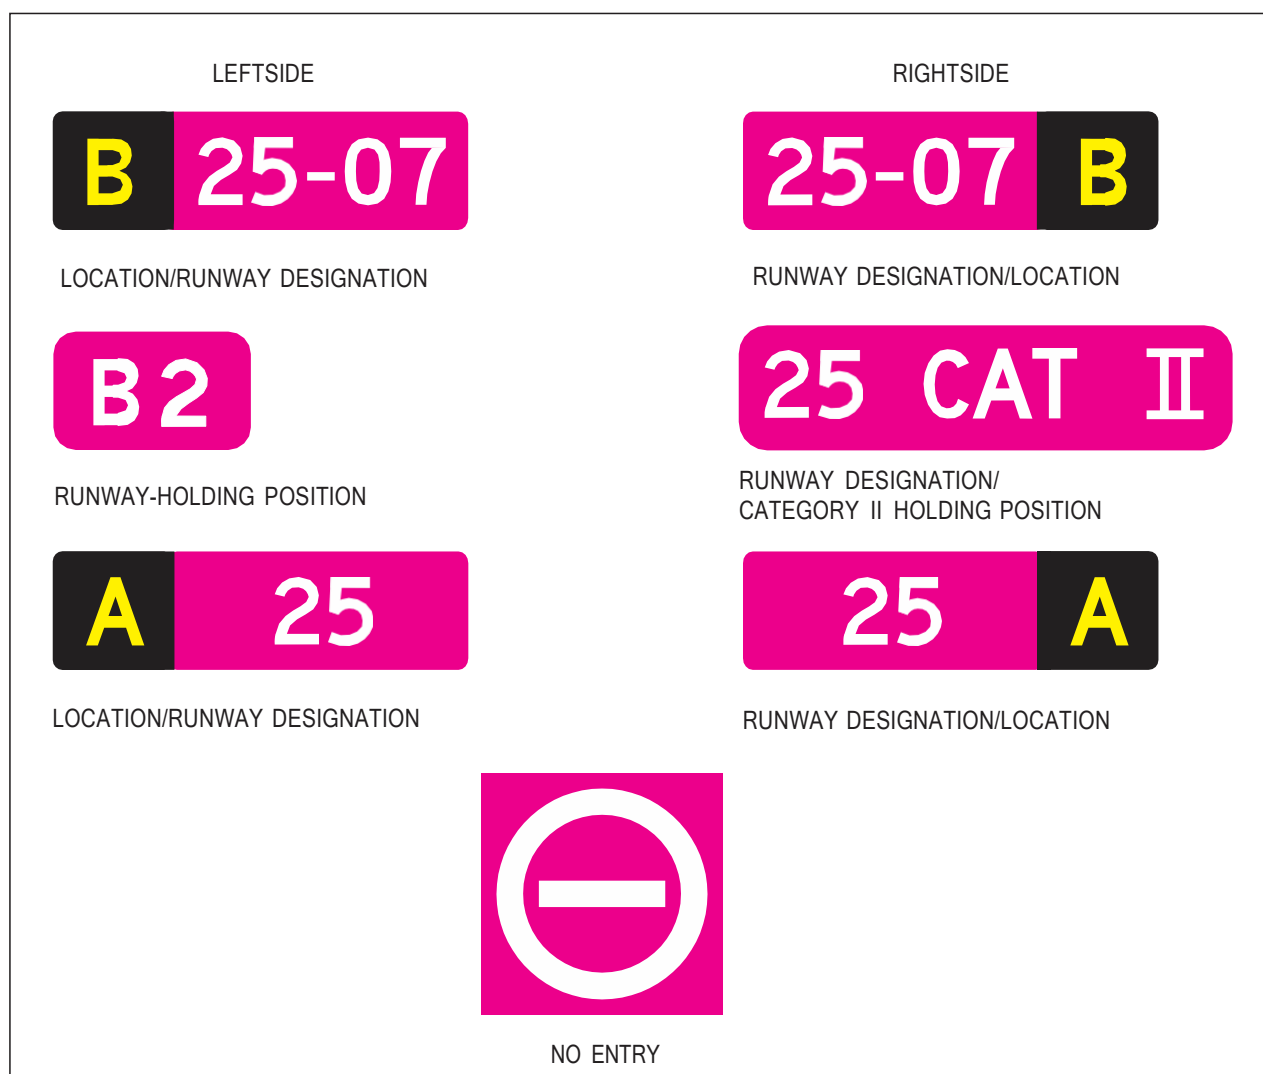 LEFTSIDE
RIGHTSIDE
B 25-07
25-07 B
LOCATION/RUNWAY DESIGNATION
RUNWAY DESIGNATION/LOCATION
B2
25 CAT II
RUNWAY-HOLDING POSITION
RUNWAY DESIGNATION/
CATEGORY II HOLDING POSITION
A 25
25 A
LOCATION/RUNWAY DESIGNATION
RUNWAY DESIGNATION/LOCATION
NO ENTRY